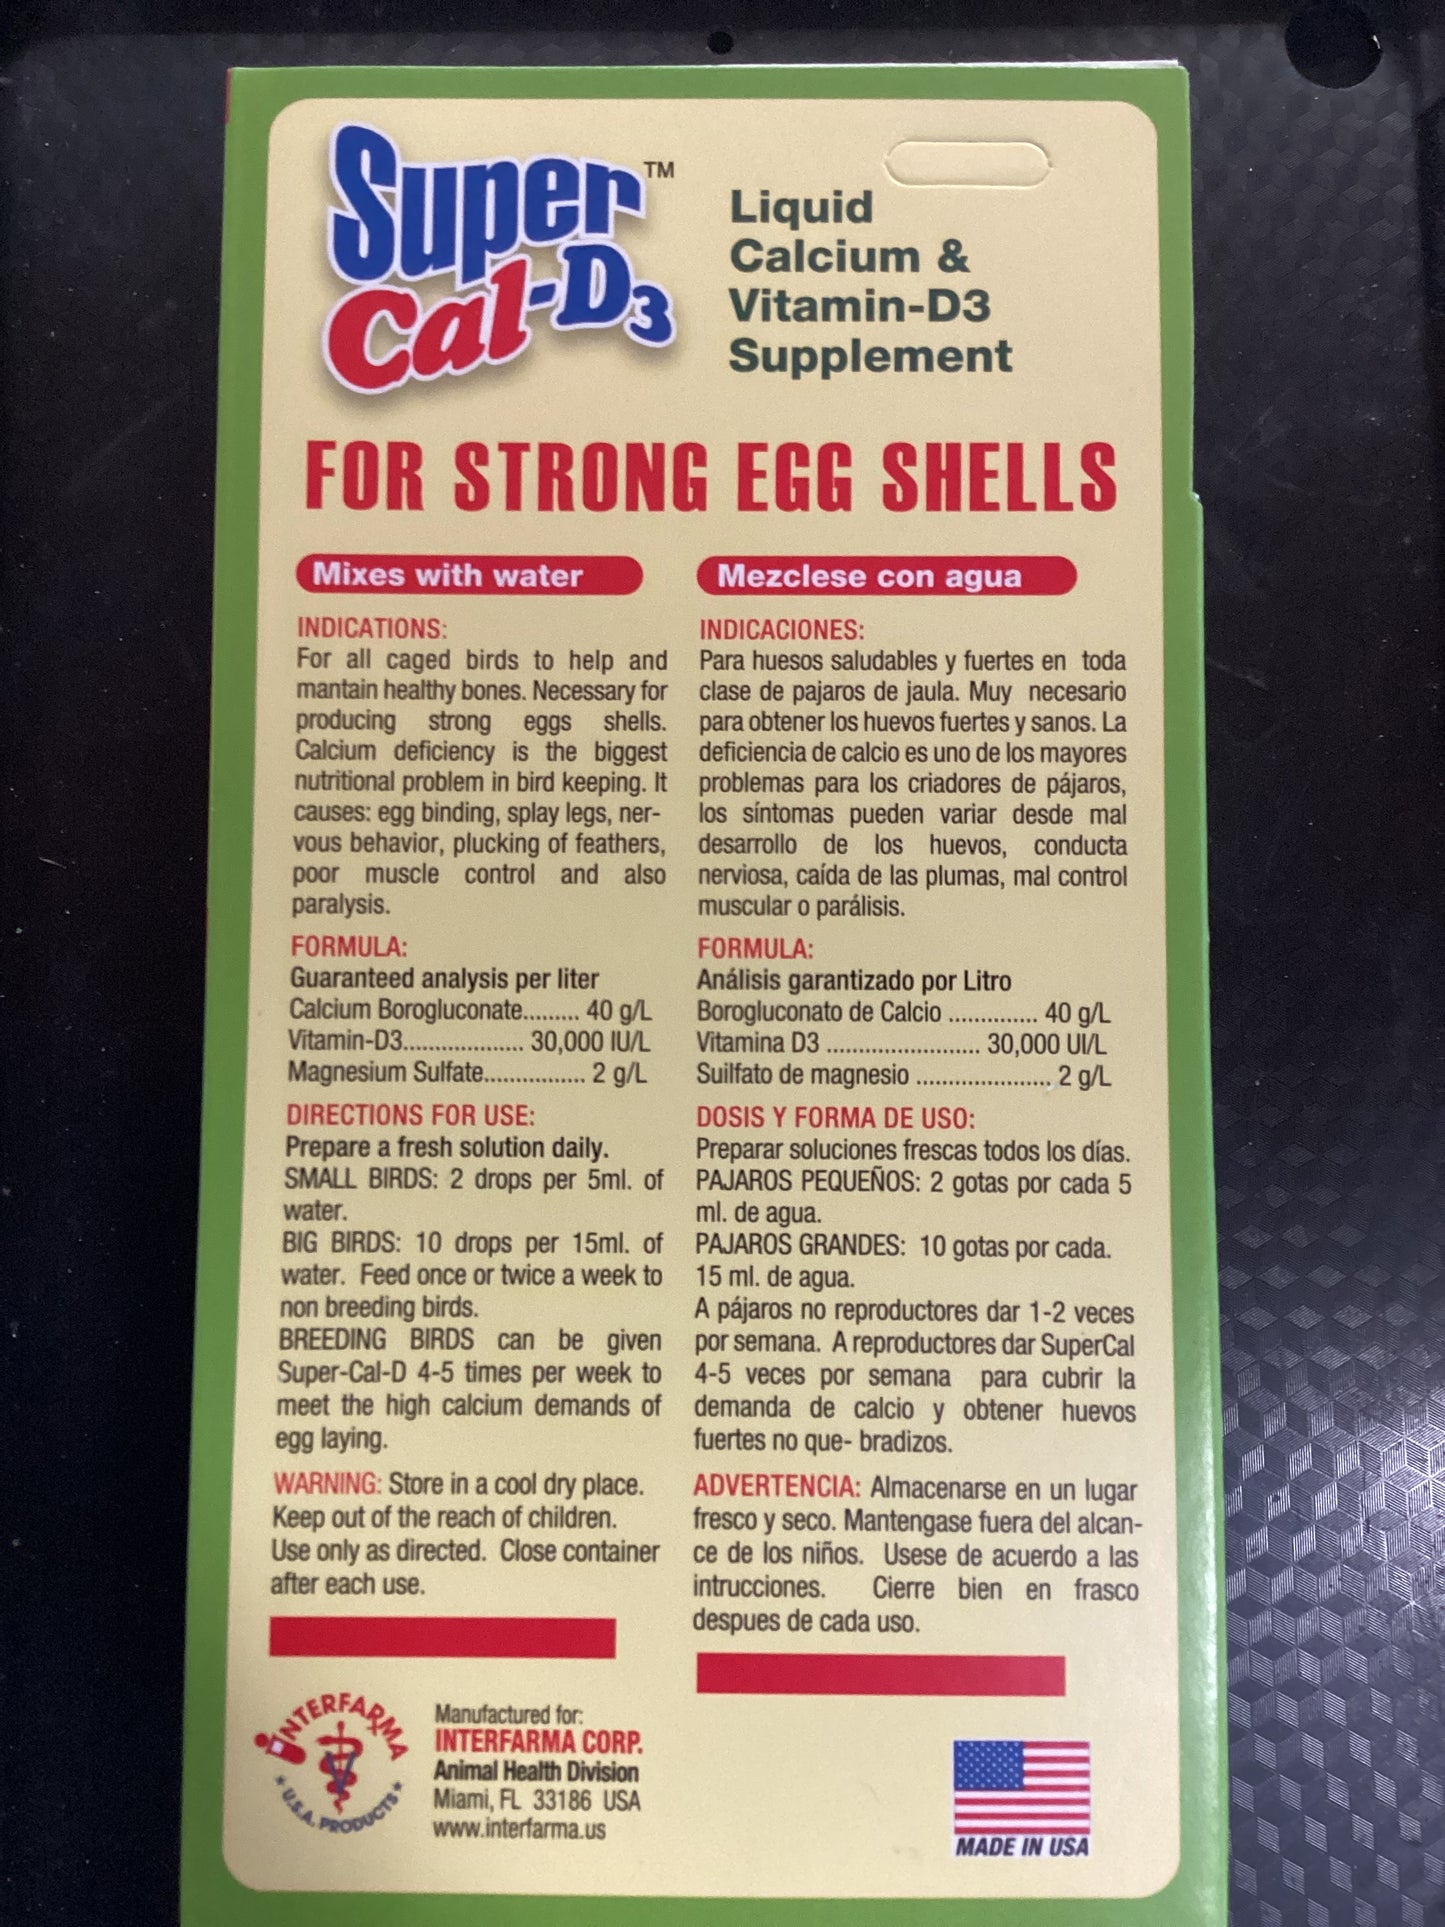 Super™
Cal-D3
Liquid
Calcium &
Vitamin-D3
Supplement
FOR STRONG EGG SHELLS
Mixes with water
INDICATIONS:
For all caged birds to help and
mantain healthy bones. Necessary for
producing strong eggs shells.
Calcium deficiency is the biggest
nutritional problem in bird keeping. It
causes: egg binding, splay legs, ner-
vous behavior, plucking of feathers,
poor muscle control and also
paralysis.
FORMULA:
Guaranteed analysis per liter
Calcium Borogluconate......... 40 g/L
Vitamin-D3................... 30,000 IU/L
Magnesium Sulfate................ 2 g/L
DIRECTIONS FOR USE:
Prepare a fresh solution daily.
SMALL BIRDS: 2 drops per 5ml. of
water.
BIG BIRDS: 10 drops per 15ml. of
water. Feed once or twice a week to
non breeding birds.
BREEDING BIRDS can be given
Super-Cal-D 4-5 times per week to
meet the high calcium demands of
egg laying.
WARNING: Store in a cool dry place.
Keep out of the reach of children.
Use only as directed. Close container
after each use.
Mezclese con agua
INDICACIONES:
Para huesos saludables y fuertes en toda
clase de pajaros de jaula. Muy necesario
para obtener los huevos fuertes y sanos. La
deficiencia de calcio es uno de los mayores
problemas para los criadores de pájaros,
los síntomas pueden variar desde mal
desarrollo de los huevos, conducta
nerviosa, caída de las plumas, mal control
muscular o parálisis.
FORMULA:
Análisis garantizado por Litro
Borogluconato de Calcio .............. 40 g/L
Vitamina D3 ........................ 30,000 UI/L
Suilfato de magnesio ..................... 2 g/L
DOSIS Y FORMA DE USO:
Preparar soluciones frescas todos los días.
PAJAROS PEQUEÑOS: 2 gotas por cada 5
ml. de agua.
PAJAROS GRANDES: 10 gotas por cada.
15 ml. de agua.
A pájaros no reproductores dar 1-2 veces
por semana. A reproductores dar SuperCal
4-5 veces por semana para cubrir la
demanda de calcio y obtener huevos
fuertes no que- bradizos.
ADVERTENCIA: Almacenarse en un lugar
fresco y seco. Mantengase fuera del alcan-
ce de los niños. Usese de acuerdo a las
intrucciones. Cierre bien en frasco
despues de cada uso.
INTERFARMA
U.S.A. PRODUCTS
Manufactured for:
INTERFARMA CORP.
Animal Health Division
Miami, FL 33186 USA
www.interfarma.us
MADE IN USA